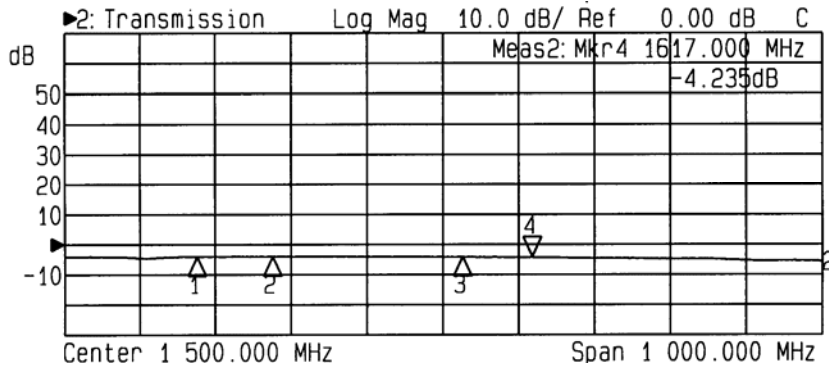 ▶2: Transmission Log Mag 10.0 dB/ Ref 0.00 dB C
dB
Meas2: Mkr4 1617.000 MHz
-4.235dB
50
40
30
20
10
4
-10
1 2 3
2
Center 1 500.000 MHz Span 1 000.000 MHz